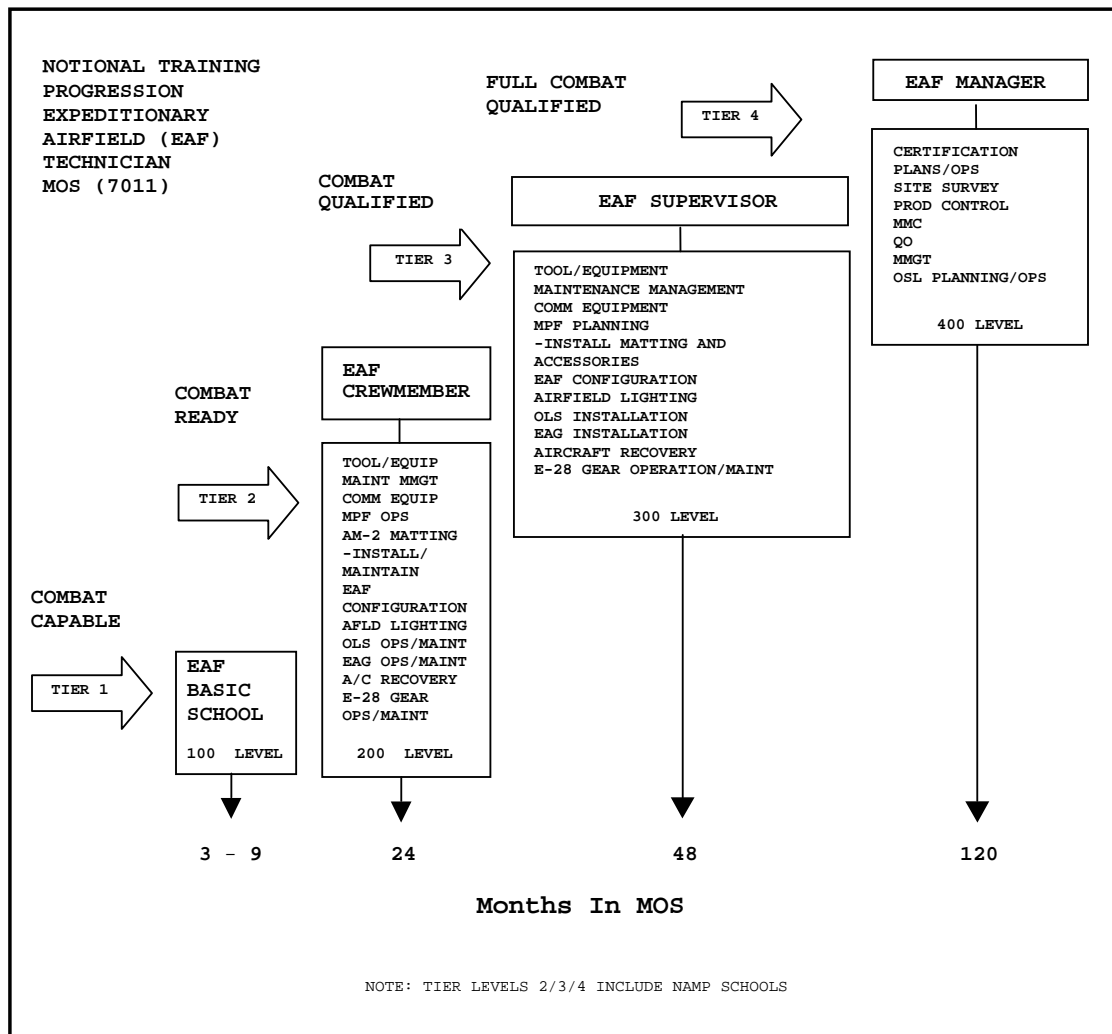 NOTIONAL TRAINING
PROGRESSION
EXPEDITIONARY
AIRFIELD (EAF)
TECHNICIAN
MOS (7011)
FULL COMBAT
QUALIFIED
TIER 4
EAF MANAGER
CERTIFICATION
PLANS/OPS
SITE SURVEY
PROD CONTROL
MMC
QO
MMGT
OSL PLANNING/OPS
400 LEVEL
COMBAT
QUALIFIED
TIER 3
EAF SUPERVISOR
TOOL/EQUIPMENT
MAINTENANCE MANAGEMENT
COMM EQUIPMENT
MPF PLANNING
-INSTALL MATTING AND
ACCESSORIES
EAF CONFIGURATION
AIRFIELD LIGHTING
OLS INSTALLATION
EAG INSTALLATION
AIRCRAFT RECOVERY
E-28 GEAR OPERATION/MAINT
300 LEVEL
COMBAT
READY
TIER 2
EAF
CREWMEMBER
TOOL/EQUIP
MAINT MMGT
COMM EQUIP
MPF OPS
AM-2 MATTING
-INSTALL/
MAINTAIN
EAF
CONFIGURATION
AFLD LIGHTING
OLS OPS/MAINT
EAG OPS/MAINT
A/C RECOVERY
E-28 GEAR
OPS/MAINT
200 LEVEL
COMBAT
CAPABLE
TIER 1
EAF
BASIC
SCHOOL
100 LEVEL
3 – 9
24
48
120
Months In MOS
NOTE: TIER LEVELS 2/3/4 INCLUDE NAMP SCHOOLS